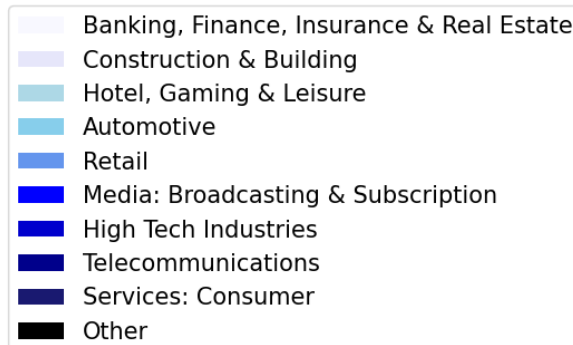 Banking, Finance, Insurance & Real Estate
Construction & Building
Hotel, Gaming & Leisure
Automotive
Retail
Media: Broadcasting & Subscription
High Tech Industries
Telecommunications
Services: Consumer
Other